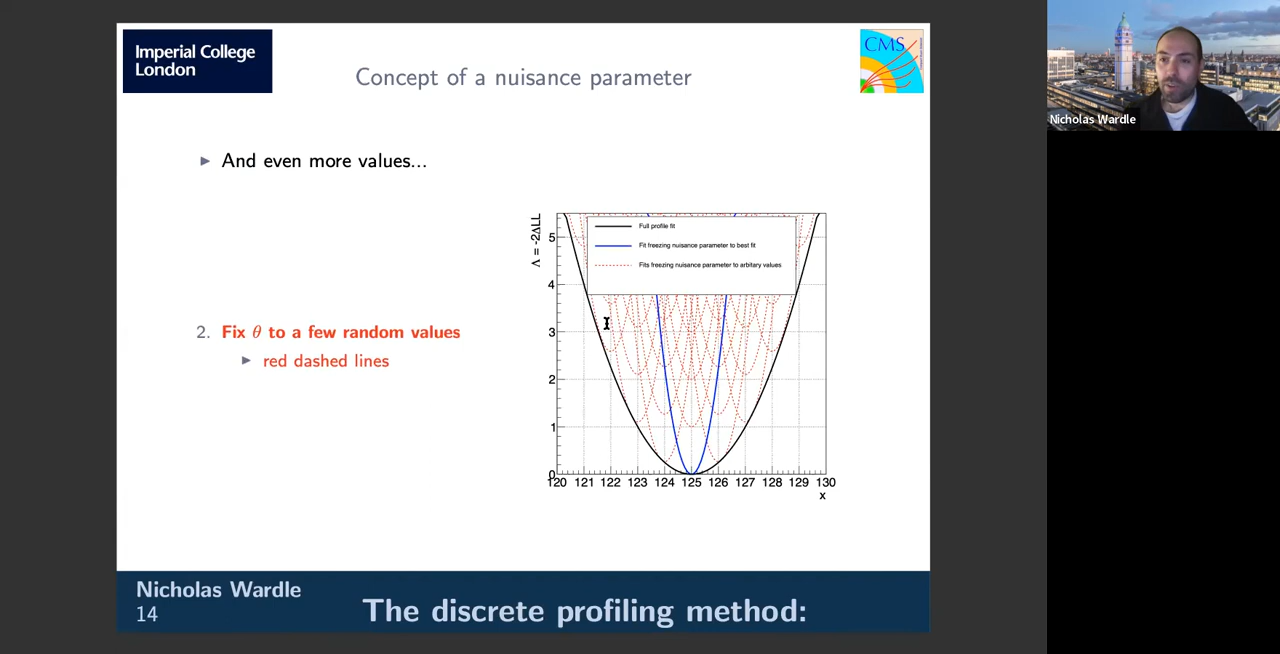 Imperial College
London
Concept of a nuisance parameter
CMS
Nicholas Wardle
And even more values...
2. Fix θ to a few random values
red dashed lines
Λ = -2ΔLL
Full profile fit
Fit freezing nuisance parameter to best fit
Fits freezing nuisance parameter to arbitary values
5
4
3
2
1
0
120 121 122 123 124 125 126 127 128 129 130
x
Nicholas Wardle
14
The discrete profiling method: